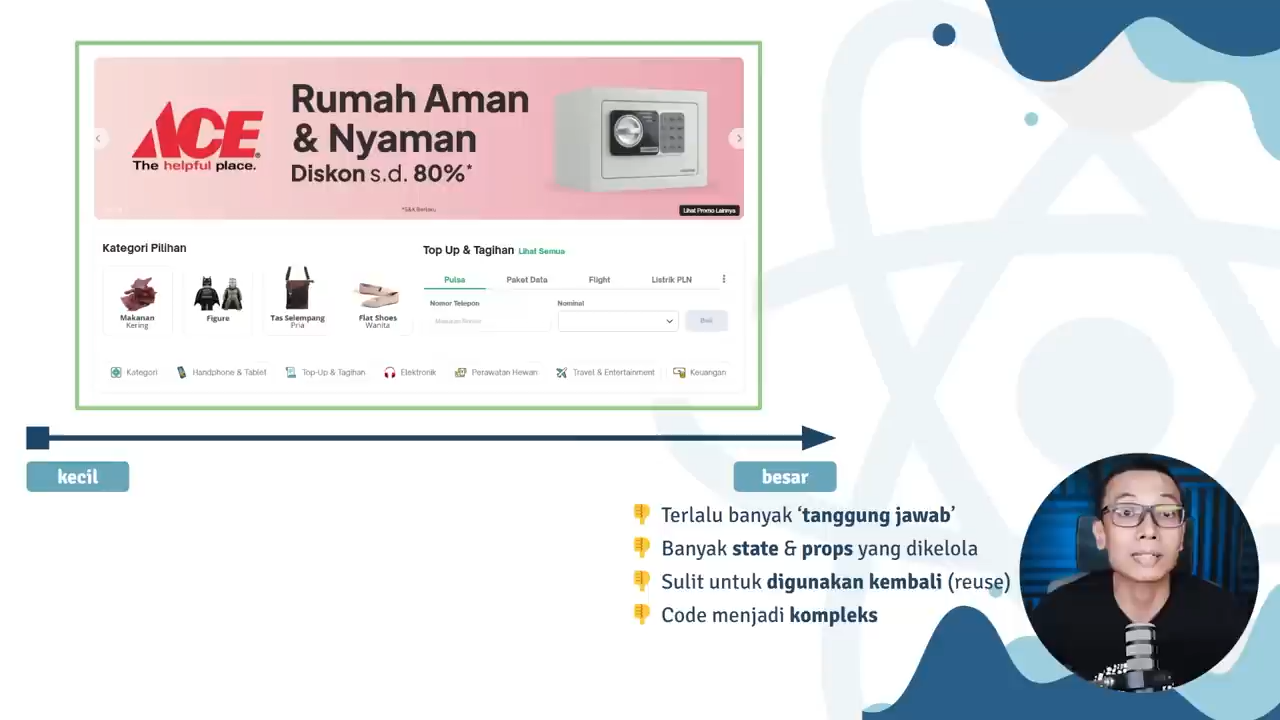 ACE
The helpful place.
Rumah Aman
& Nyaman
Diskon s.d. 80%*
*S&K Berlaku
Lihat Promo Lainnya
Kategori Pilihan
Makanan
Kering
Figure
Tas Selempang
Pria
Flat Shoes
Wanita
Top Up & Tagihan Lihat Semua
Pulsa Paket Data Flight Listrik PLN
Nomor Telepon Nominal
Masukan Nomor
Beli
Kategori Handphone & Tablet Top-Up & Tagihan Elektronik Perawatan Hewan Travel & Entertainment Keuangan
kecil
besar
Terlalu banyak ‘tanggung jawab’
Banyak state & props yang dikelola
Sulit untuk digunakan kembali (reuse)
Code menjadi kompleks